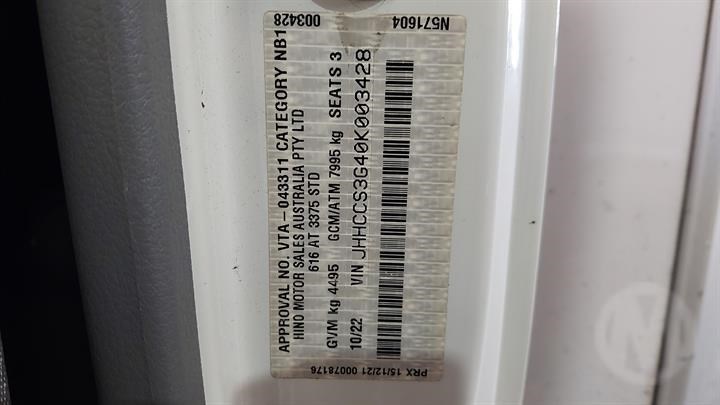 APPROVAL NO. VTA - 043311 CATEGORY NB1
HINO MOTOR SALES AUSTRALIA PTY LTD
616 AT 3375 STD
GVM kg 4495 GCM/ATM 7995 kg SEATS 3
10/22 VIN JHHCCS3G40K003428
003428
N571604
PRX 15/12/21 00078176
M